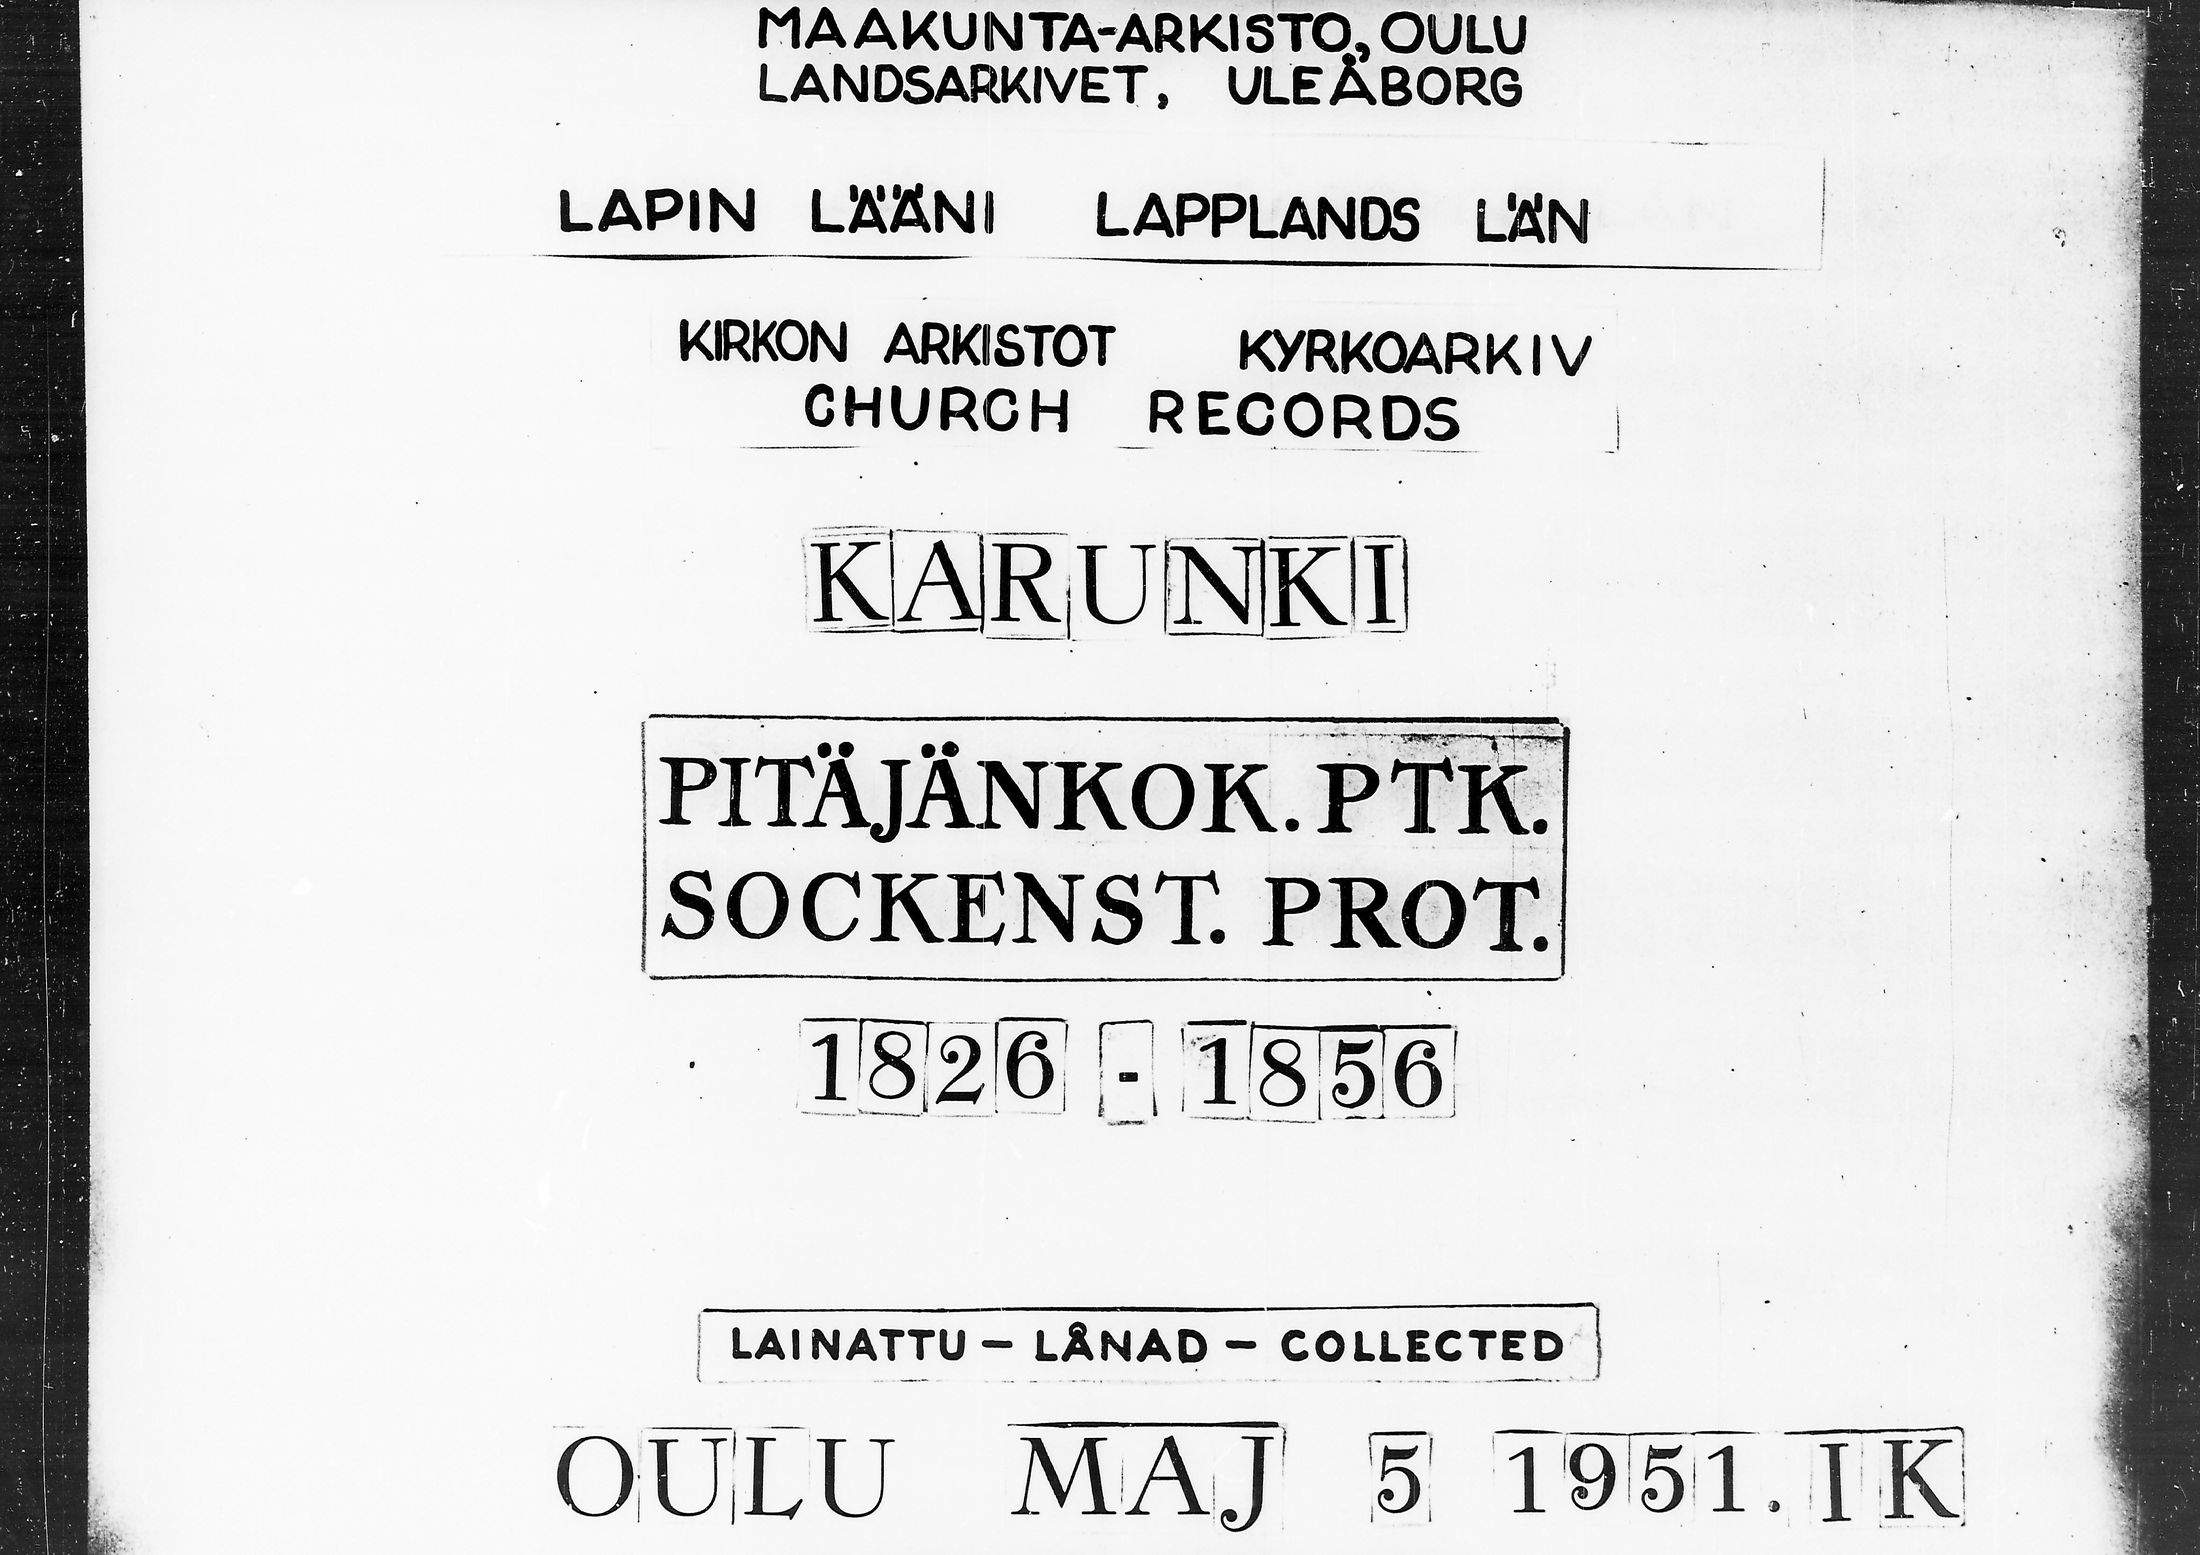 MAAKUNTA-ARKISTO, OULU
LANDSARKIVET, ULEÅBORG
LAPIN LÄÄNI LAPPLANDS LÄN
KIRKON ARKISTOT KYRKOARKIV
CHURCH RECORDS
KARUNKI
PITÄJÄNKOK. PTK.
SOCKENST. PROT.
1826 - 1856
LAINATTU - LÅNAD - COLLECTED
OULU MAJ 5 1951. IK